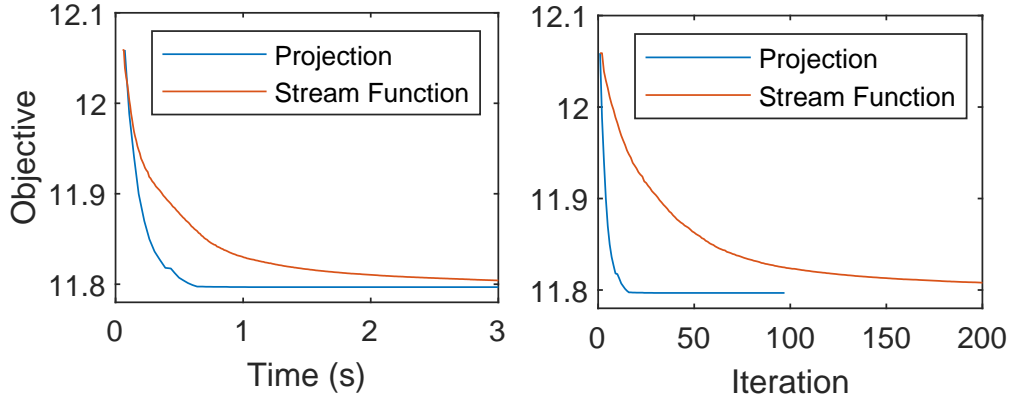 12.1
12
11.9
11.8
Objective
Projection
Stream Function
0
1
2
3
Time (s)
12.1
12
11.9
11.8
Projection
Stream Function
0
50
100
150
200
Iteration